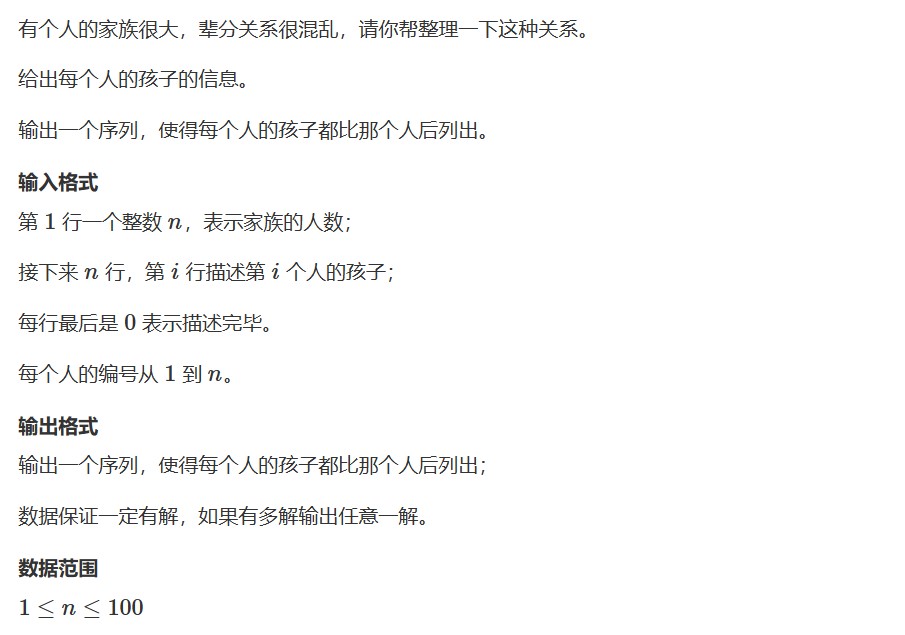 有个人的家族很大，辈分关系很混乱，请你帮整理一下这种关系。
给出每个人的孩子的信息。
输出一个序列，使得每个人的孩子都比那个人后列出。
输入格式
第 1 行一个整数 n，表示家族的人数；
接下来 n 行，第 i 行描述第 i 个人的孩子；
每行最后是 0 表示描述完毕。
每个人的编号从 1 到 n。
输出格式
输出一个序列，使得每个人的孩子都比那个人后列出；
数据保证一定有解，如果有多解输出任意一解。
数据范围
1 ≤ n ≤ 100